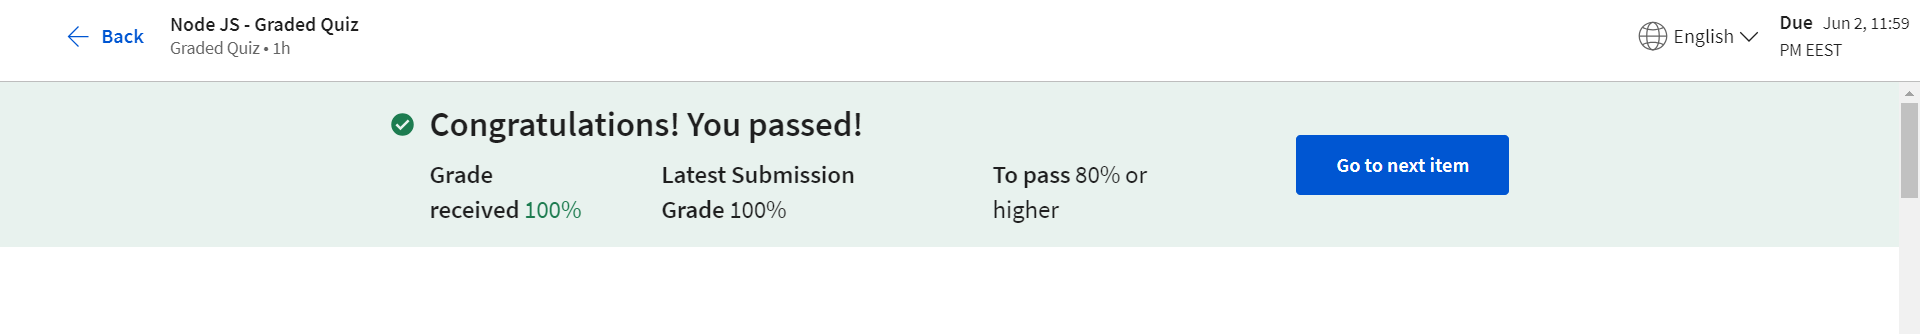 Back
Node JS - Graded Quiz
Graded Quiz • 1h
English
Due Jun 2, 11:59
PM EEST
Congratulations! You passed!
Grade
received 100%
Latest Submission
Grade 100%
To pass 80% or
higher
Go to next item